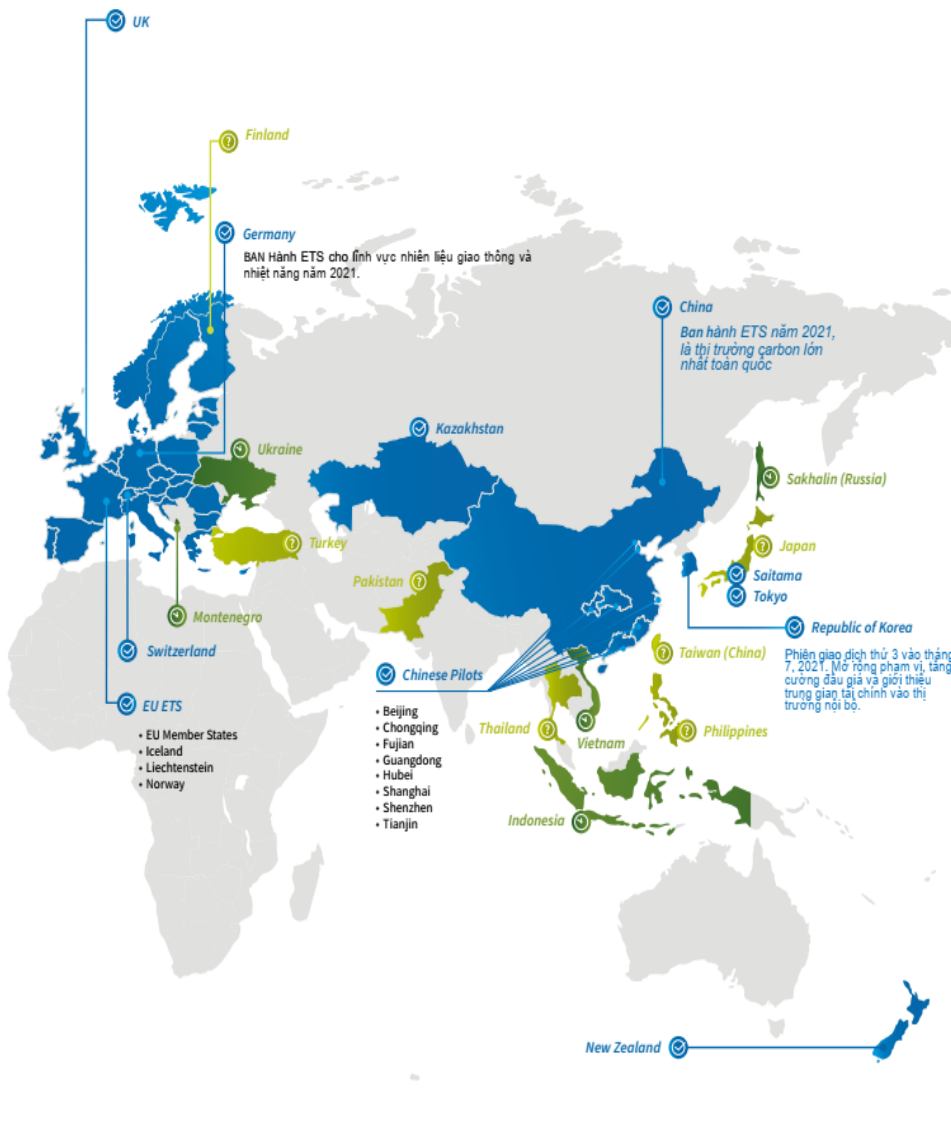 UK
Finland
Germany
BAN Hành ETS cho lĩnh vực nhiên liệu giao thông và
nhiệt năng năm 2021.
China
Ban hành ETS năm 2021,
là thị trường carbon lớn
nhất toàn quốc
Kazakhstan
Ukraine
Sakhalin (Russia)
Turkey
Japan
Pakistan
Saitama
Tokyo
Montenegro
Republic of Korea
Phiên giao dịch thứ 3 vào tháng
7, 2021. Mở rộng phạm vi, tăng
cường đấu giá và giới thiệu
trung gian tài chính vào thị
trường nội bộ.
Switzerland
Taiwan (China)
Chinese Pilots
• Beijing
• Chongqing
• Fujian
• Guangdong
• Hubei
• Shanghai
• Shenzhen
• Tianjin
EU ETS
• EU Member States
• Iceland
• Liechtenstein
• Norway
Thailand
Vietnam
Philippines
Indonesia
New Zealand